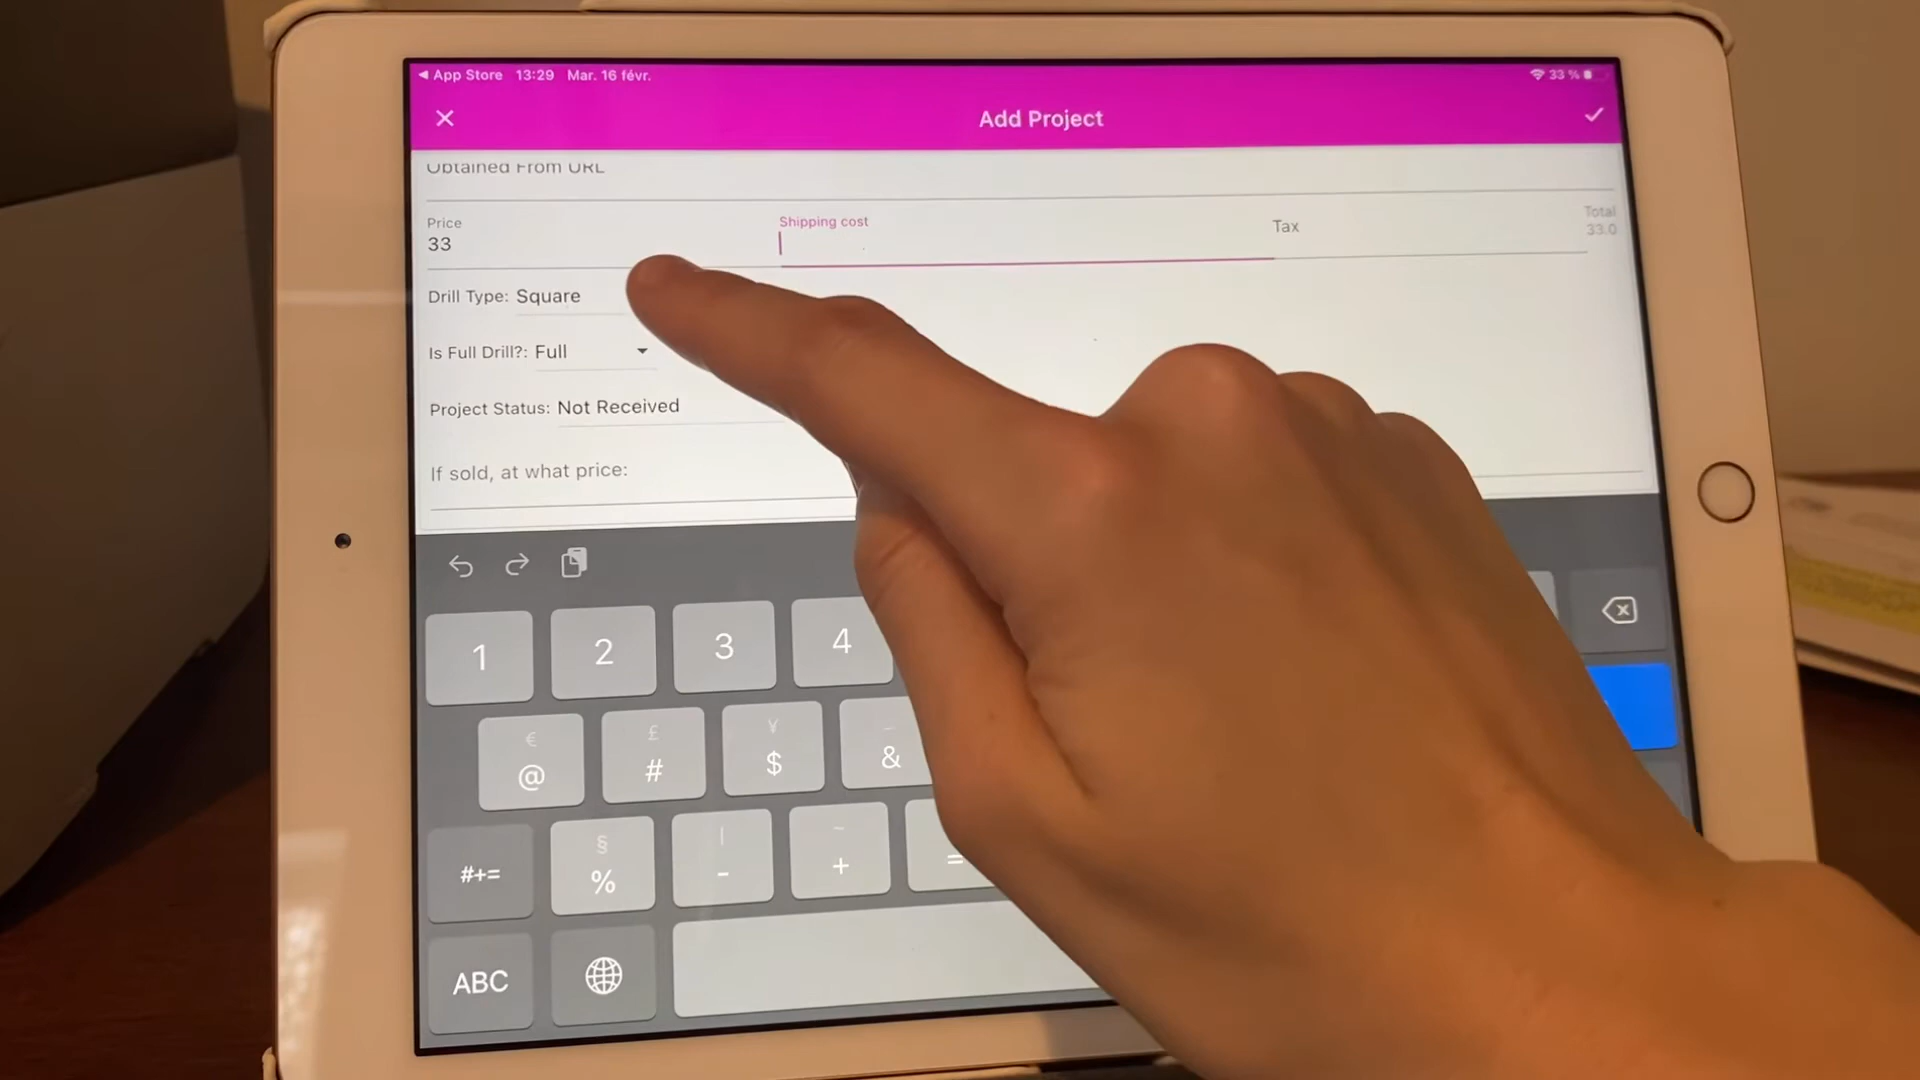 ◀ App Store 13:29 Mar. 16 févr. 33 %
Add Project
Obtained From URL
Price Shipping cost Tax Total
33 33.0
Drill Type: Square
Is Full Drill?: Full
Project Status: Not Received
If sold, at what price:
1 2 3 4
€ £ ¥
@ # $ &
§ | ~
#+= % - + =
ABC